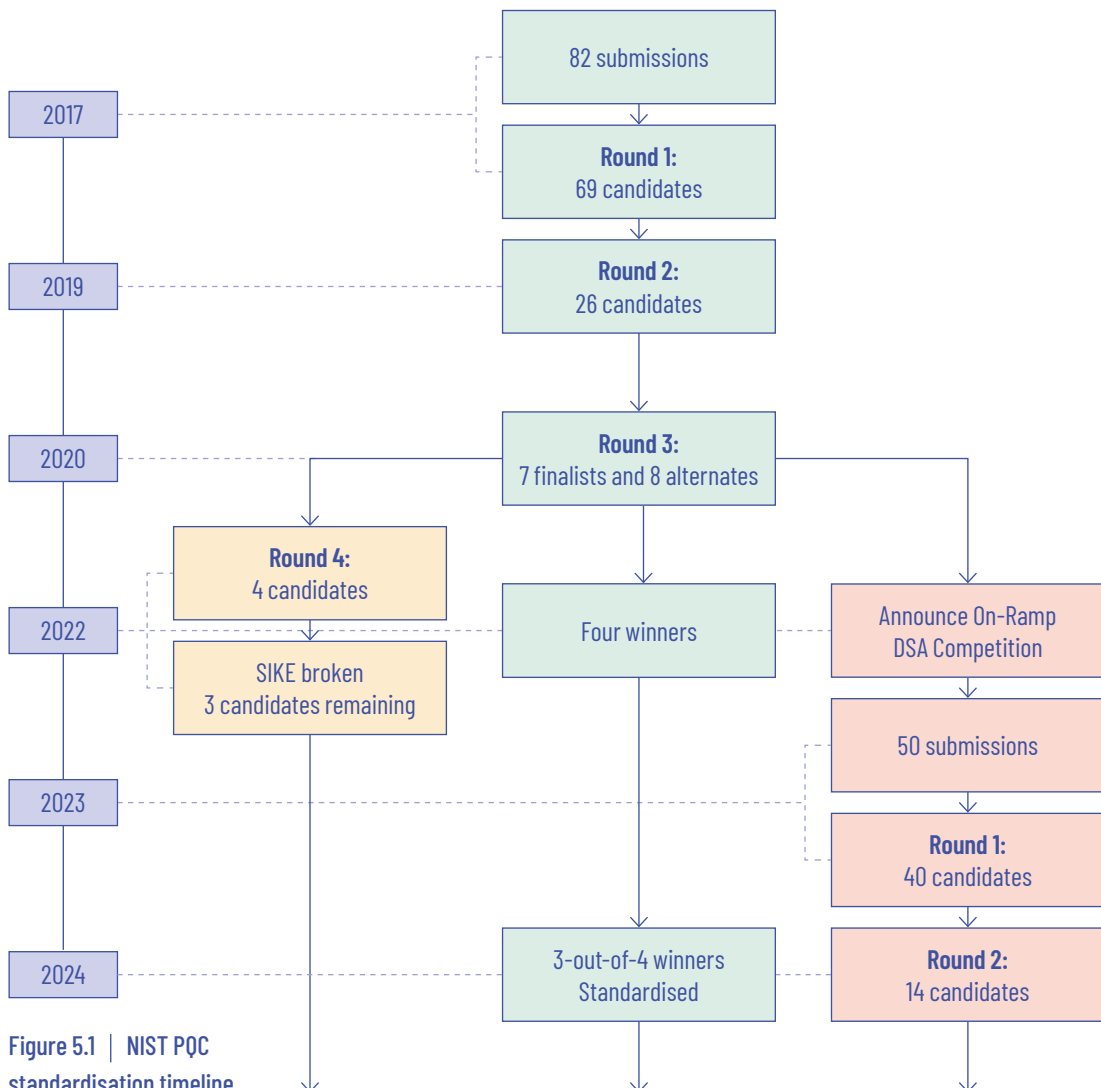 82 submissions
2017
Round 1:
69 candidates
2019
Round 2:
26 candidates
2020
Round 3:
7 finalists and 8 alternates
Round 4:
4 candidates
2022
Four winners
Announce On-Ramp
DSA Competition
SIKE broken
3 candidates remaining
50 submissions
2023
Round 1:
40 candidates
2024
3-out-of-4 winners
Standardised
Round 2:
14 candidates
Figure 5.1 | NIST PQC
standardisation timeline